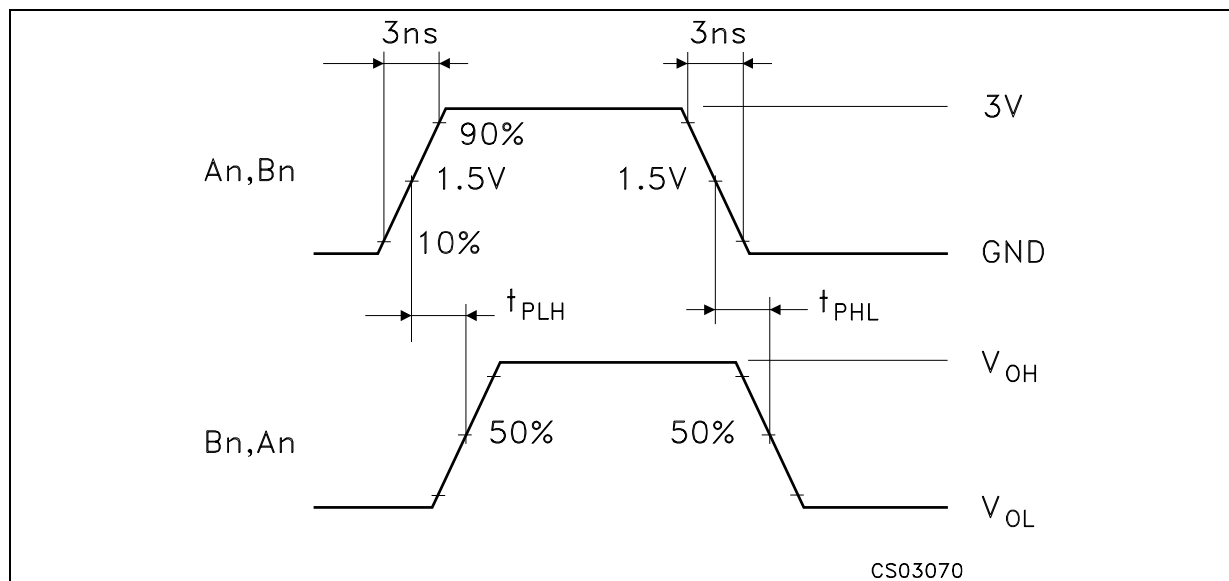 3ns 3ns
3V
90%
An,Bn 1.5V 1.5V
10%
GND
tPLH tPHL
VOH
50% 50%
Bn,An
VOL
CS03070